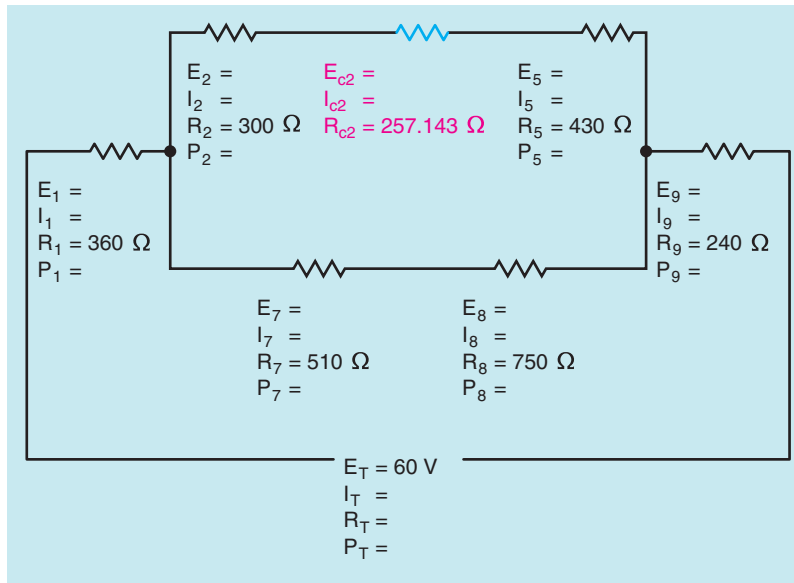 E2 =
I2 =
R2 = 300 Ω
P2 =
Ec2 =
Ic2 =
Rc2 = 257.143 Ω
E5 =
I5 =
R5 = 430 Ω
P5 =
E1 =
I1 =
R1 = 360 Ω
P1 =
E9 =
I9 =
R9 = 240 Ω
P9 =
E7 =
I7 =
R7 = 510 Ω
P7 =
E8 =
I8 =
R8 = 750 Ω
P8 =
ET = 60 V
IT =
RT =
PT =